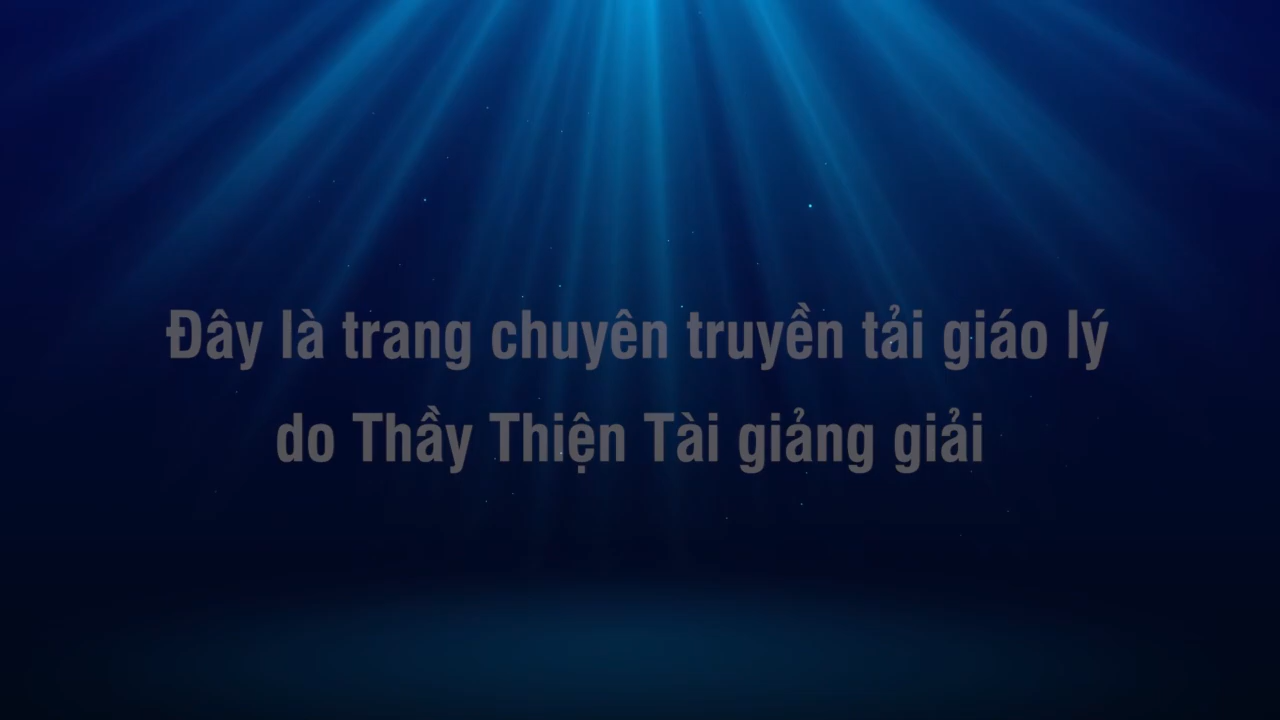 Đây là trang chuyên truyền tải giáo lý
do Thầy Thiện Tài giảng giải